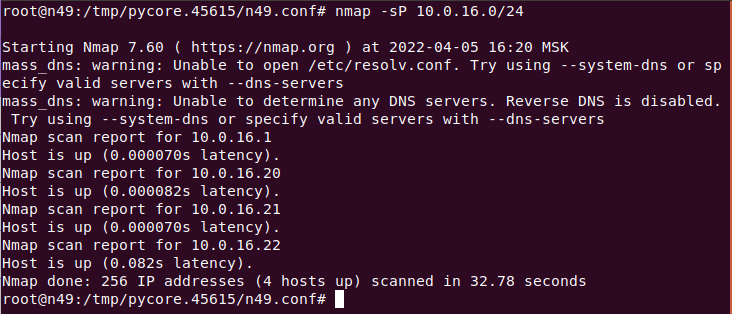 root@n49:/tmp/pycore.45615/n49.conf# nmap -sP 10.0.16.0/24
Starting Nmap 7.60 ( https://nmap.org ) at 2022-04-05 16:20 MSK
mass_dns: warning: Unable to open /etc/resolv.conf. Try using --system-dns or sp
ecify valid servers with --dns-servers
mass_dns: warning: Unable to determine any DNS servers. Reverse DNS is disabled.
 Try using --system-dns or specify valid servers with --dns-servers
Nmap scan report for 10.0.16.1
Host is up (0.000070s latency).
Nmap scan report for 10.0.16.20
Host is up (0.000082s latency).
Nmap scan report for 10.0.16.21
Host is up (0.000070s latency).
Nmap scan report for 10.0.16.22
Host is up (0.082s latency).
Nmap done: 256 IP addresses (4 hosts up) scanned in 32.78 seconds
root@n49:/tmp/pycore.45615/n49.conf#